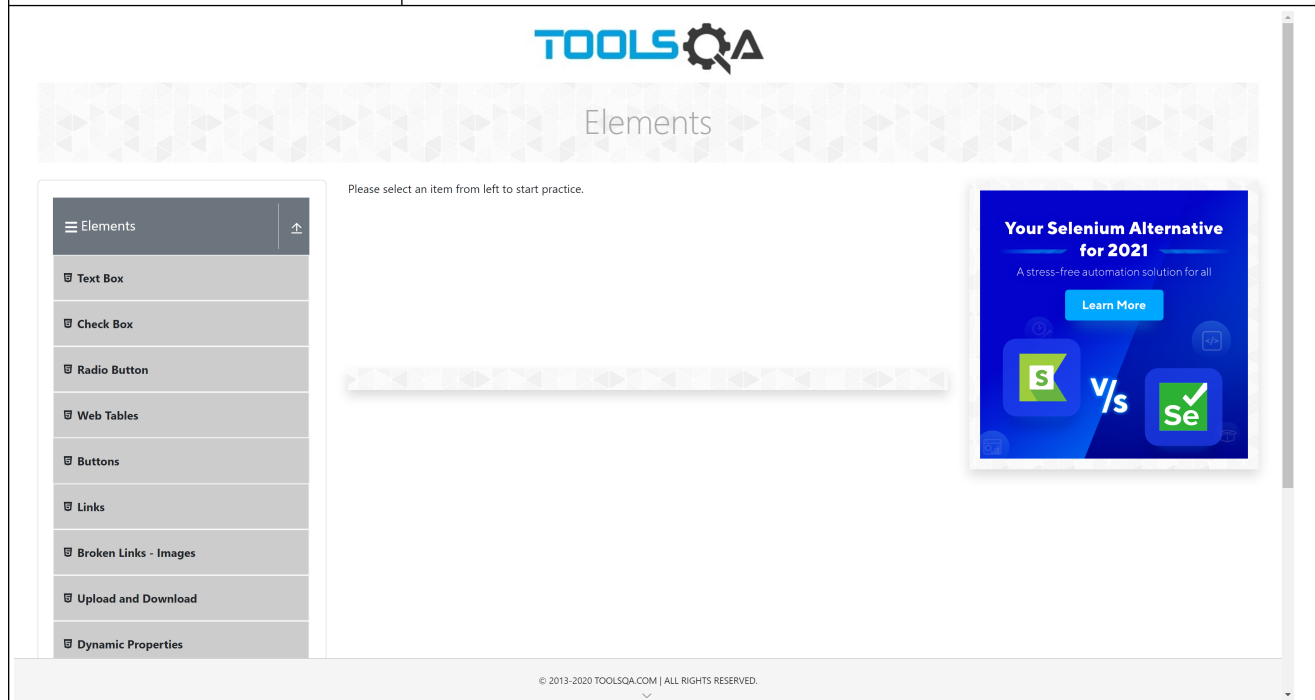 TOOLSQA
Elements
Elements
Text Box
Check Box
Radio Button
Web Tables
Buttons
Links
Broken Links - Images
Upload and Download
Dynamic Properties
Please select an item from left to start practice.
Your Selenium Alternative
for 2021
A stress-free automation solution for all
Learn More
</>
S
V/s
Se
© 2013-2020 TOOLSQA.COM | ALL RIGHTS RESERVED.